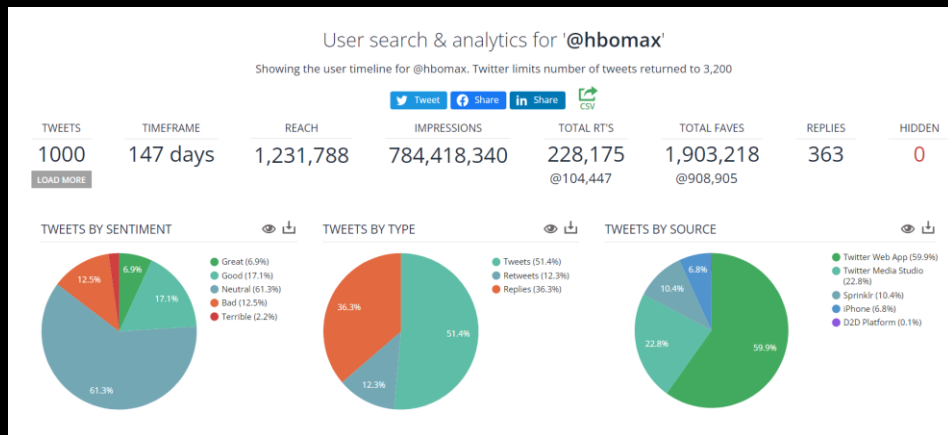 User search & analytics for '@hbomax'
Showing the user timeline for @hbomax. Twitter limits number of tweets returned to 3,200
Tweet Share Share CSV
TWEETS TIMEFRAME REACH IMPRESSIONS TOTAL RT'S TOTAL FAVES REPLIES HIDDEN
1000 147 days 1,231,788 784,418,340 228,175 1,903,218 363 0
LOAD MORE @104,447 @908,905
TWEETS BY SENTIMENT
6.9%
17.1%
61.3%
12.5%
Great (6.9%)
Good (17.1%)
Neutral (61.3%)
Bad (12.5%)
Terrible (2.2%)
TWEETS BY TYPE
51.4%
12.3%
36.3%
Tweets (51.4%)
Retweets (12.3%)
Replies (36.3%)
TWEETS BY SOURCE
59.9%
22.8%
10.4%
6.8%
Twitter Web App (59.9%)
Twitter Media Studio
(22.8%)
Sprinklr (10.4%)
iPhone (6.8%)
D2D Platform (0.1%)